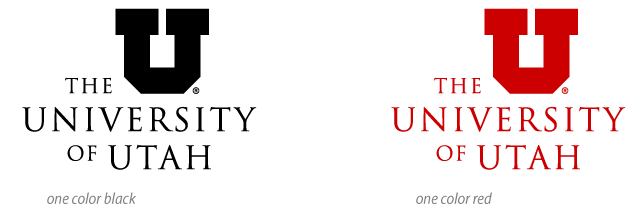 U®
THE
UNIVERSITY
OF UTAH
one color black
U®
THE
UNIVERSITY
OF UTAH
one color red